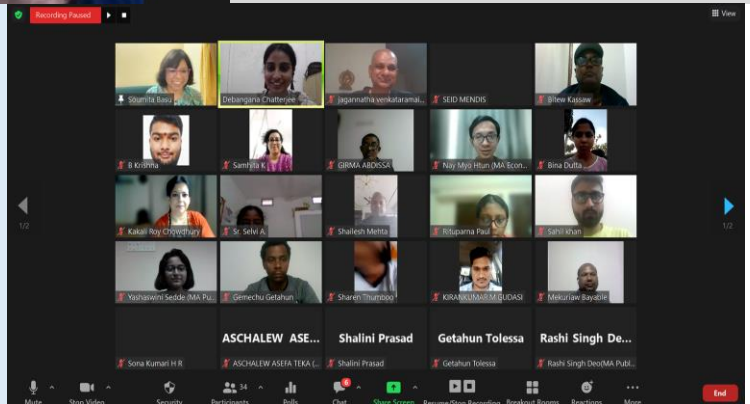 Recording Paused
View
Soumita Basu
Debangana Chatterjee
Jagannatha venkataramai...
SEID MENDIS
Bitew Kassaw
B Krishna
Samhita K
GIRMA ABDISSA
Nay Myo Htun (MA Econ...
Bina Dutta
Kakali Roy Chowdhury
Sr. Selvi A.
Shailesh Mehta
Rituparna Paul
Sahil khan
1/2
1/2
Yashaswini Sedde (MA Pu...
Gemechu Getahun
Sharen Thumboo
KIRANKUMAR.M.GUDASI
Mekuriaw Bayable
ASCHALEW ASE...
Shalini Prasad
Getahun Tolessa
Rashi Singh De...
Sona Kumari H R
ASCHALEW ASEFA TEKA (...
Shalini Prasad
Getahun Tolessa
Rashi Singh Deo(MA Publ...
34
6
Mute
Stop Video
Security
Participants
Polls
Chat
Share Screen
Resume/Stop Recording
Breakout Rooms
Reactions
More
End